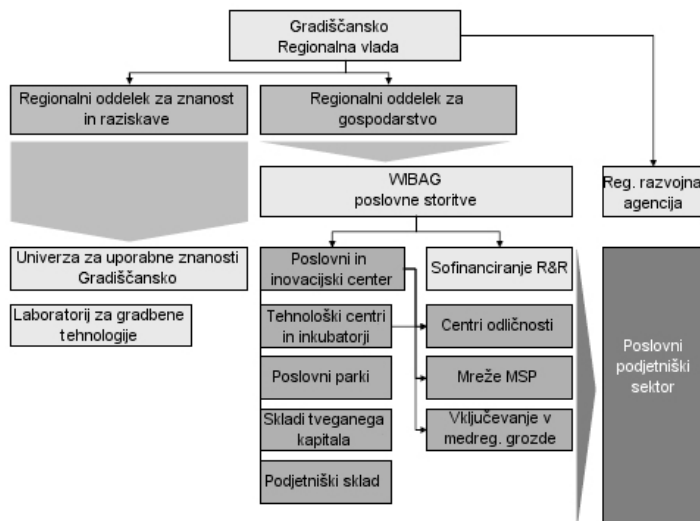 Gradiščansko
Regionalna vlada
Regionalni oddelek za znanost
in raziskave
Regionalni oddelek za
gospodarstvo
WIBAG
poslovne storitve
Reg. razvojna
agencija
Univerza za uporabne znanosti
Gradiščansko
Poslovni in
inovacijski center
Sofinanciranje R&R
Laboratorij za gradbene
tehnologije
Tehnološki centri
in inkubatorji
Centri odličnosti
Poslovni
podjetniški
sektor
Poslovni parki
Mreže MSP
Skladi tveganega
kapitala
Vključevanje v
medreg. grozde
Podjetniški sklad